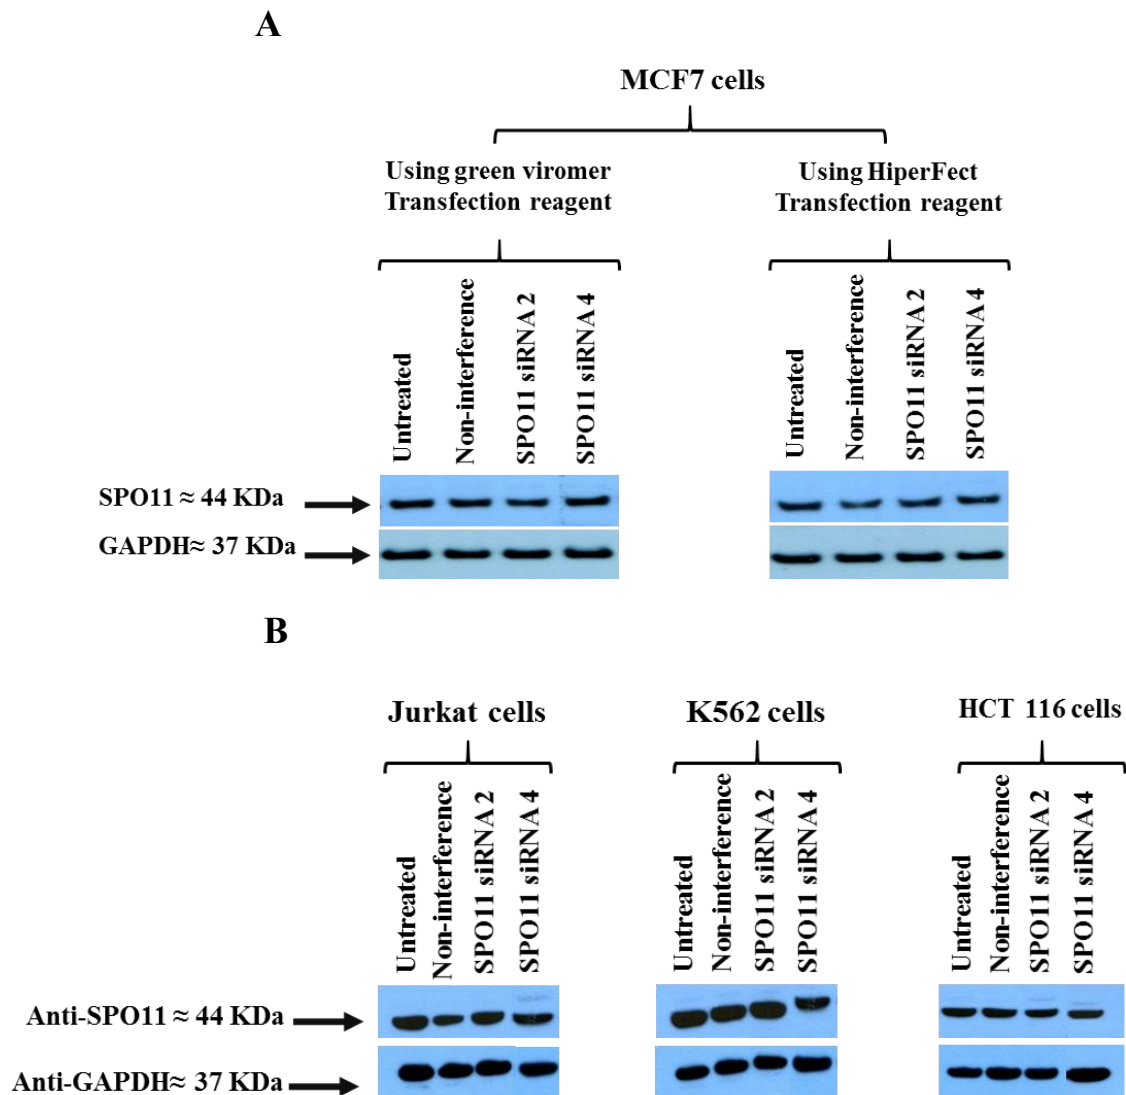 A
MCF7 cells
Using green viromer
Transfection reagent
Using HiperFect
Transfection reagent
Untreated
Non-interference
SPO11 siRNA 2
SPO11 siRNA 4
Untreated
Non-interference
SPO11 siRNA 2
SPO11 siRNA 4
SPO11 ≈ 44 KDa
GAPDH≈ 37 KDa
B
Jurkat cells
K562 cells
HCT 116 cells
Untreated
Non-interference
SPO11 siRNA 2
SPO11 siRNA 4
Untreated
Non-interference
SPO11 siRNA 2
SPO11 siRNA 4
Untreated
Non-interference
SPO11 siRNA 2
SPO11 siRNA 4
Anti-SPO11 ≈ 44 KDa
Anti-GAPDH≈ 37 KDa